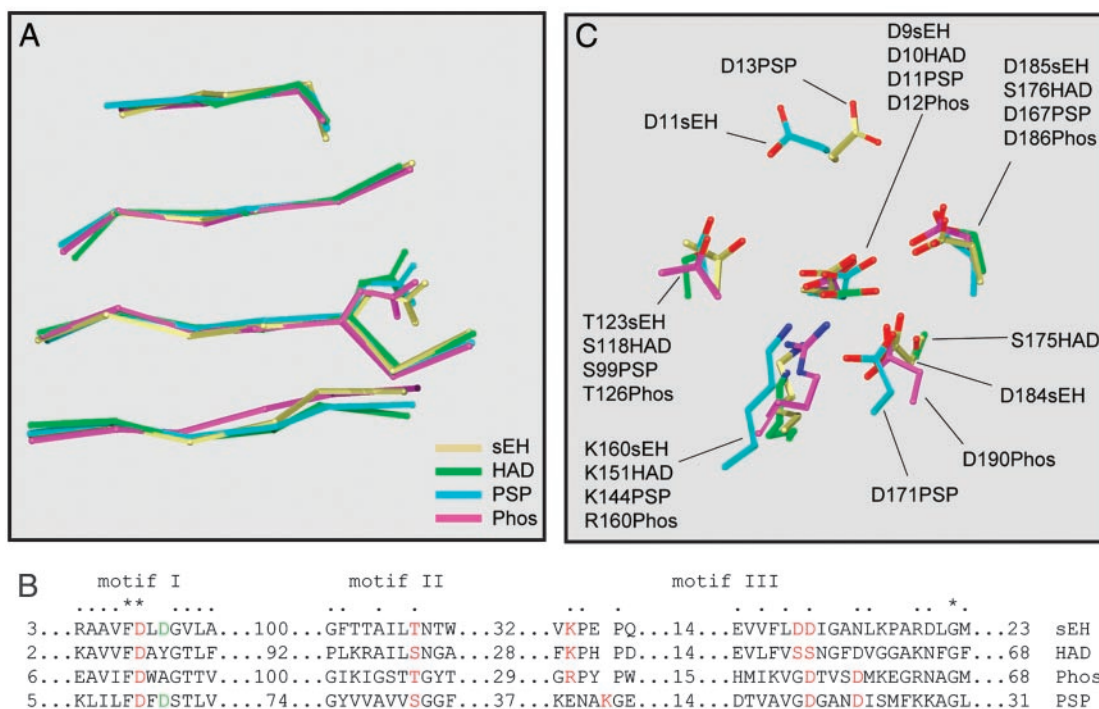 A
sEH
HAD
PSP
Phos
C
D13PSP
D11sEH
D9sEH
D10HAD
D11PSP
D12Phos
D185sEH
S176HAD
D167PSP
D186Phos
T123sEH
S118HAD
S99PSP
T126Phos
S175HAD
D184sEH
D190Phos
D171PSP
K160sEH
K151HAD
K144PSP
R160Phos
B
motif I motif II motif III
....**.... .. . . .. . . . .. . .. *.
3...RAAVFDLDGVLA...100 GFTTAILTNTW...32 VKPE PQ...14 EVVFLDDIGANLKPARDLGM...23 sEH
2...KAVVFDAYGTLF...92 PLKRAILSNGA...28 FKPH PD...14 EVLFVSSNGFDVGGAKNFGF...68 HAD
6...EAVIFDWAGTTV...100 GIKIGSTTGYT...29 GRPY PW...15 HMIKVGDTVSDMKEGRNAGM...68 Phos
5...KLILFDFDSTLV...74 GYVVAVVSGGF...37 KENAKGE...14 DTVAVGDGANDISMFKKAGL...31 PSP